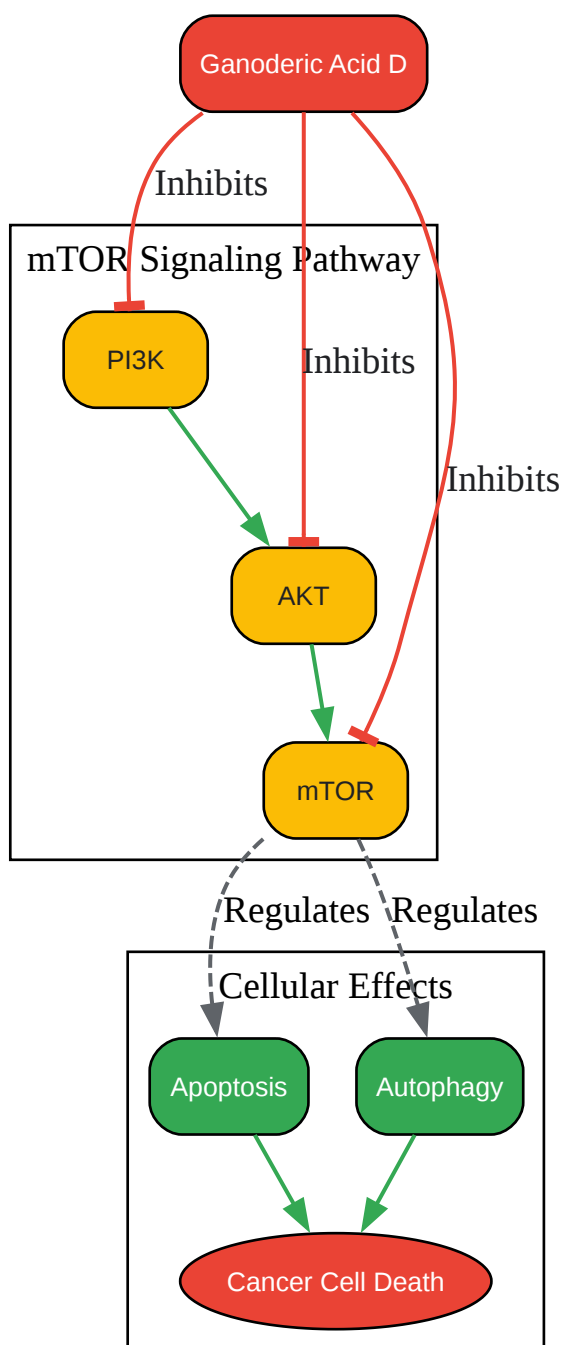 Ganoderic Acid D
Inhibits
mTOR Signaling Pathway
PI3K
Inhibits
Inhibits
AKT
mTOR
Regulates
Regulates
Cellular Effects
Apoptosis
Autophagy
Cancer Cell Death